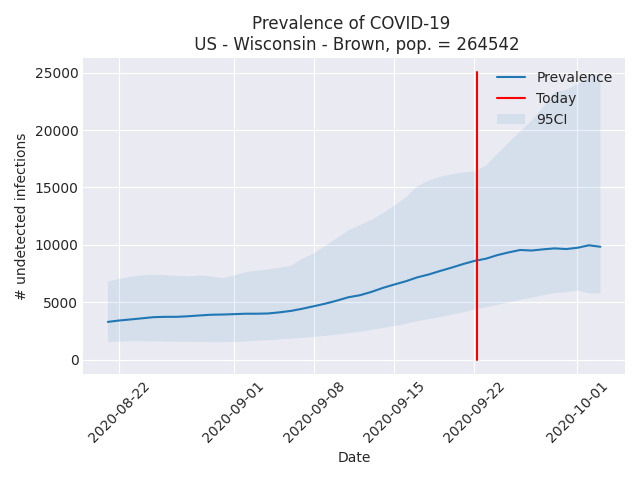 Prevalence of COVID-19
US - Wisconsin - Brown, pop. = 264542
25000
20000
15000
10000
5000
0
# undetected infections
Prevalence
Today
95CI
2020-08-22
2020-09-01
2020-09-08
2020-09-15
2020-09-22
2020-10-01
Date